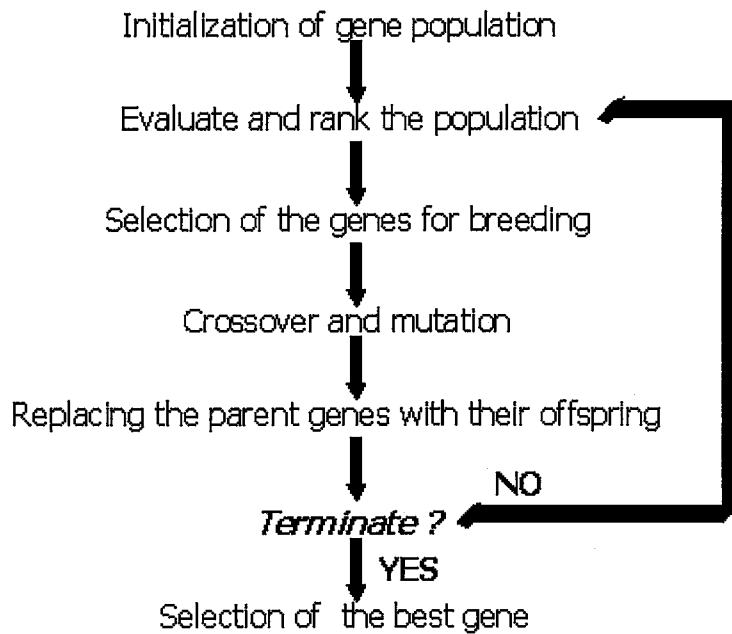 Initialization of gene population
Evaluate and rank the population
Selection of the genes for breeding
Crossover and mutation
Replacing the parent genes with their offspring
NO
Terminate ?
YES
Selection of the best gene